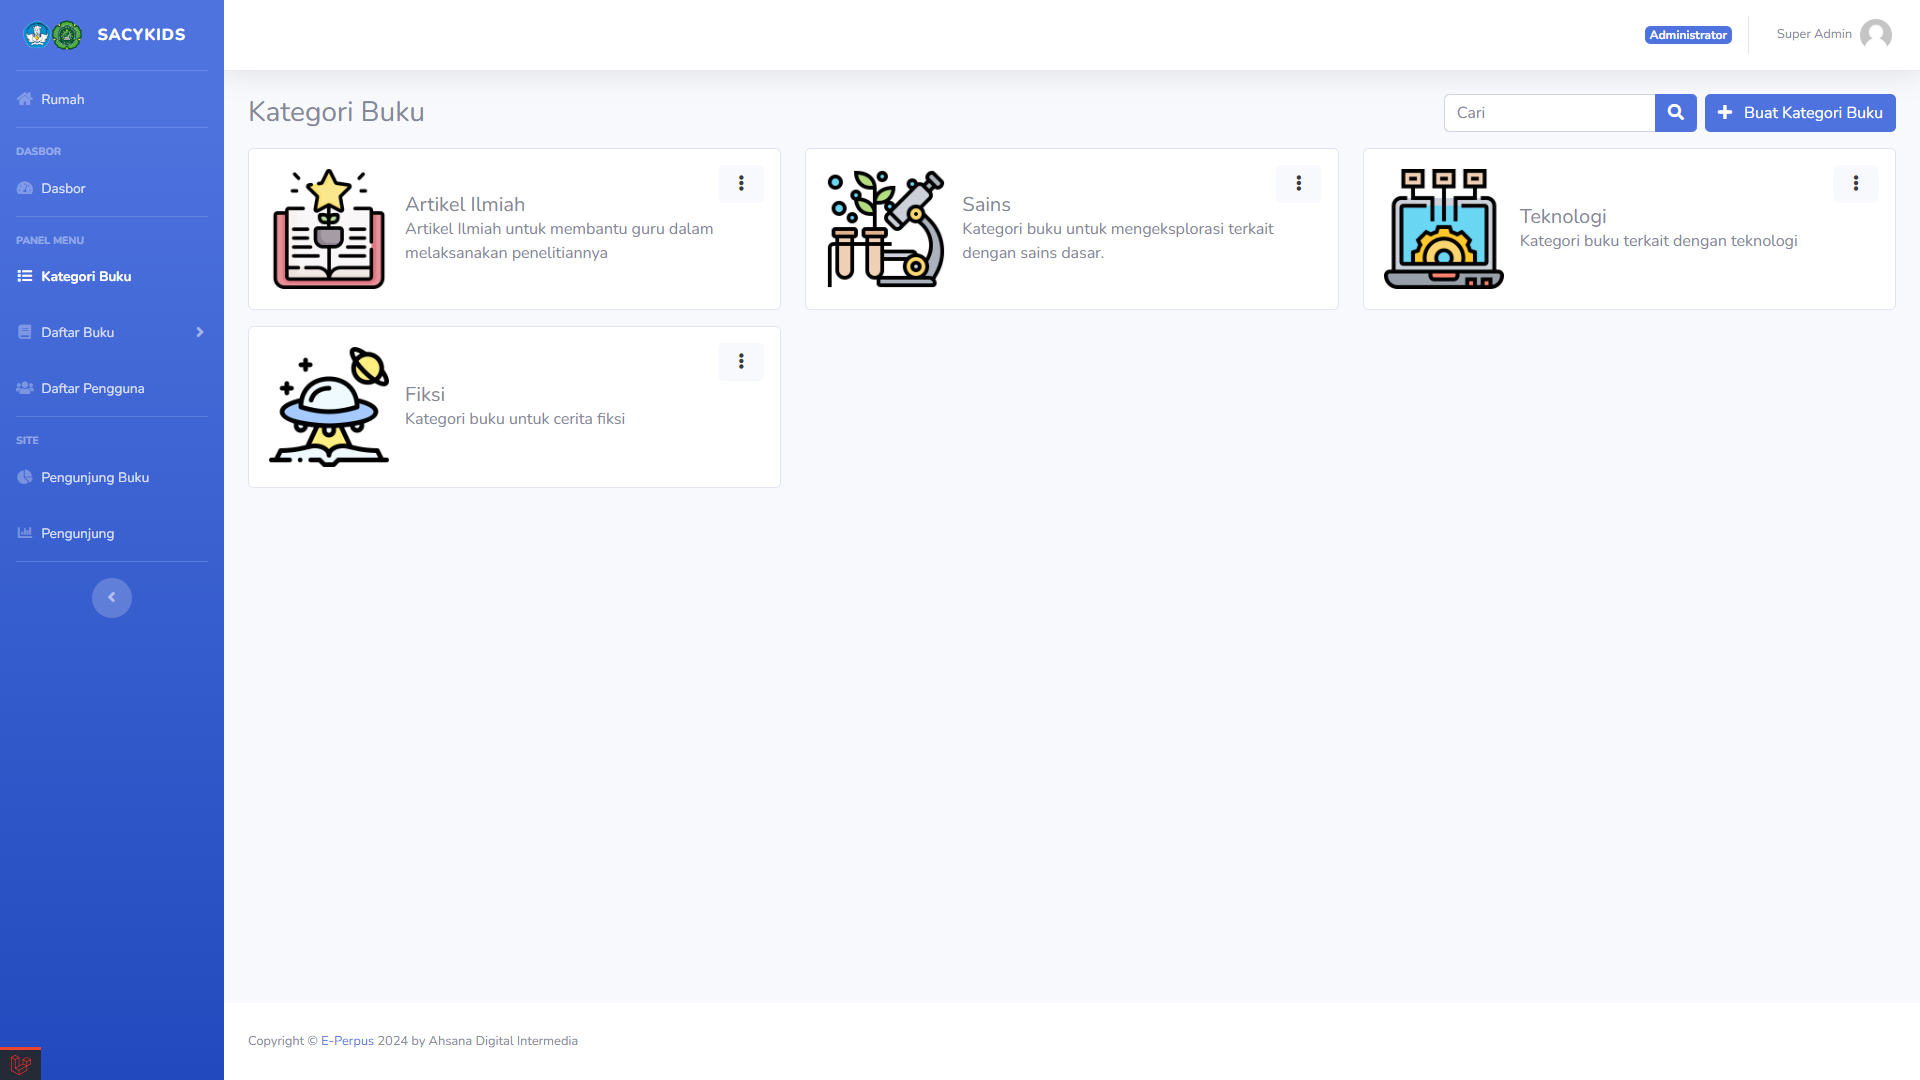 SACYKIDS
Administrator
Super Admin
Rumah
DASBOR
Dasbor
PANEL MENU
Kategori Buku
Daftar Buku
Daftar Pengguna
SITE
Pengunjung Buku
Pengunjung
Kategori Buku
Cari
Buat Kategori Buku
Artikel Ilmiah
Artikel Ilmiah untuk membantu guru dalam
melaksanakan penelitiannya
Sains
Kategori buku untuk mengeksplorasi terkait
dengan sains dasar.
Teknologi
Kategori buku terkait dengan teknologi
Fiksi
Kategori buku untuk cerita fiksi
Copyright © E-Perpus 2024 by Ahsana Digital Intermedia